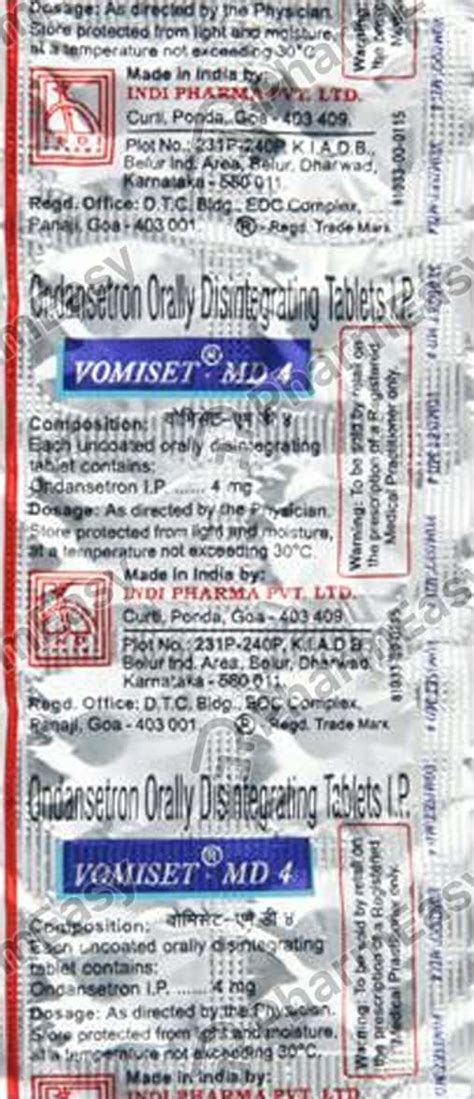 Dosage: As directed by the Physician.
Store protected from light and moisture,
at a temperature not exceeding 30°C.
Warning:
Made in India by:
INDI PHARMA PVT. LTD.
Curti, Ponda, Goa - 403 409.
Plot No.: 231P-240P, K.I.A.D.B.,
Belur Ind. Area, Belur, Dharwad,
Karnataka - 580 011.
Regd. Office: D.T.C. Bldg., EDC Complex,
Panaji, Goa - 403 001. ®- Regd. Trade Mark
INDI
Ondansetron Orally Disintegrating Tablets I.P.
VOMISET® - MD 4
वोमिसेट-एम डी ४
Composition:
Each uncoated orally disintegrating
tablet contains:
Ondansetron I.P. ...... 4 mg
Dosage: As directed by the Physician.
Store protected from light and moisture,
at a temperature not exceeding 30°C.
Warning: To be sold by retail on
the prescription of a Registered
Medical Practitioner only.
Made in India by:
INDI PHARMA PVT. LTD.
Curti, Ponda, Goa - 403 409
Plot No.: 231P-240P, K.I.A.D.B.,
Belur Ind. Area, Belur, Dharwad,
Karnataka - 580 011.
Regd. Office: D.T.C. Bldg., EDC Complex,
Panaji, Goa - 403 001. ®- Regd. Trade Mark
Ondansetron Orally Disintegrating Tablets I.P.
VOMISET® - MD 4
वोमिसेट-एम डी ४
Composition:
Each uncoated orally disintegrating
tablet contains:
Ondansetron I.P. ...... 4 mg
Dosage: As directed by the Physician.
Store protected from light and moisture,
at a temperature not exceeding 30°C.
Warning: To be sold by retail on
the prescription of a Registered
Medical Practitioner only.
Made in India by:
INDI PHARMA PVT. LTD.
PharmEasy